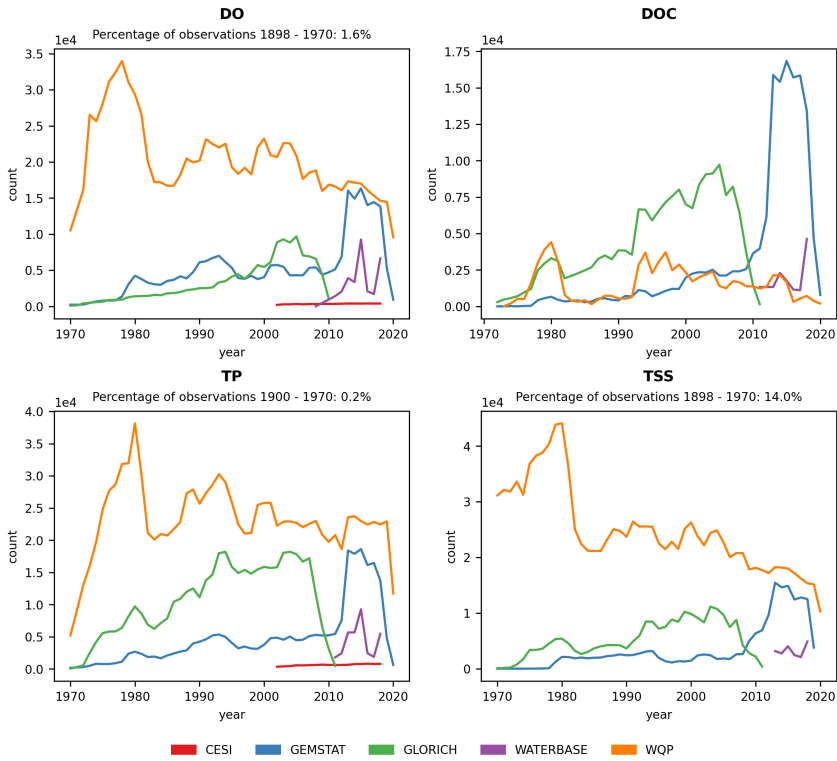 DO
Percentage of observations 1898 - 1970: 1.6%
1e4
3.5
3.0
2.5
2.0
1.5
1.0
0.5
0.0
count
1970 1980 1990 2000 2010 2020
year
DOC
1e4
1.75
1.50
1.25
1.00
0.75
0.50
0.25
0.00
count
1970 1980 1990 2000 2010 2020
year
TP
Percentage of observations 1900 - 1970: 0.2%
1e4
4.0
3.5
3.0
2.5
2.0
1.5
1.0
0.5
0.0
count
1970 1980 1990 2000 2010 2020
year
TSS
Percentage of observations 1898 - 1970: 14.0%
1e4
4
3
2
1
0
count
1970 1980 1990 2000 2010 2020
year
CESI GEMSTAT GLORICH WATERBASE WQP